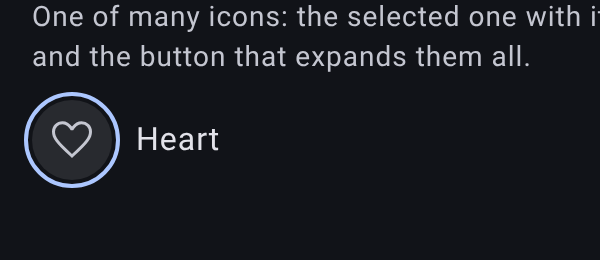 One of many icons: the selected one with
and the button that expands them all.
Heart